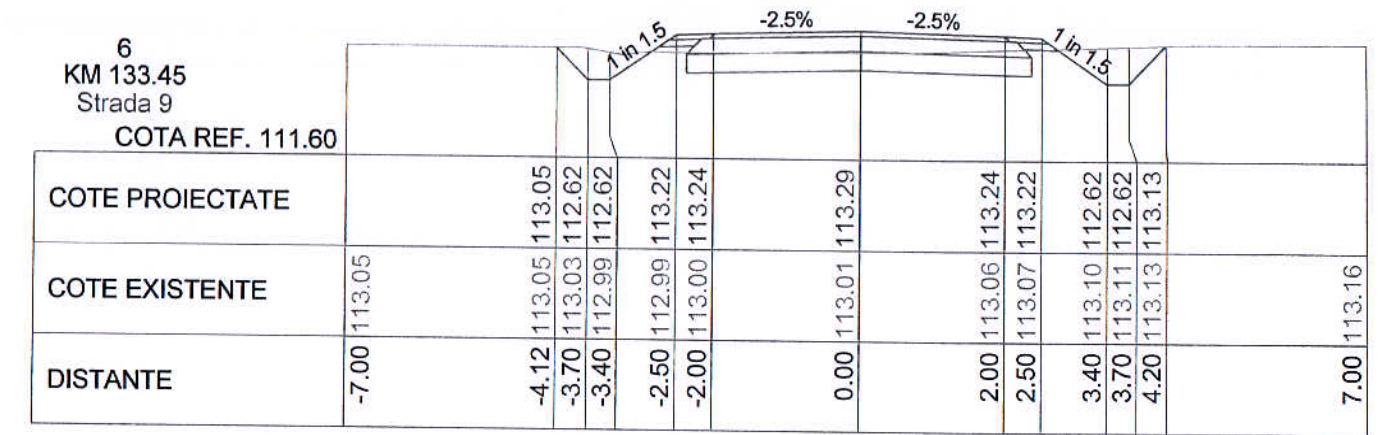 -2.5% -2.5%
1 in 1.5 1 in 1.5
6
KM 133.45
Strada 9
COTA REF. 111.60
COTE PROIECTATE 113.05 112.62 112.62 113.22 113.24 113.29 113.24 113.22 112.62 112.62 113.13
COTE EXISTENTE 113.05 113.05 113.03 112.99 112.99 113.00 113.01 113.06 113.07 113.10 113.11 113.13 113.16
DISTANTE -7.00 -4.12 -3.70 -3.40 -2.50 -2.00 0.00 2.00 2.50 3.40 3.70 4.20 7.00